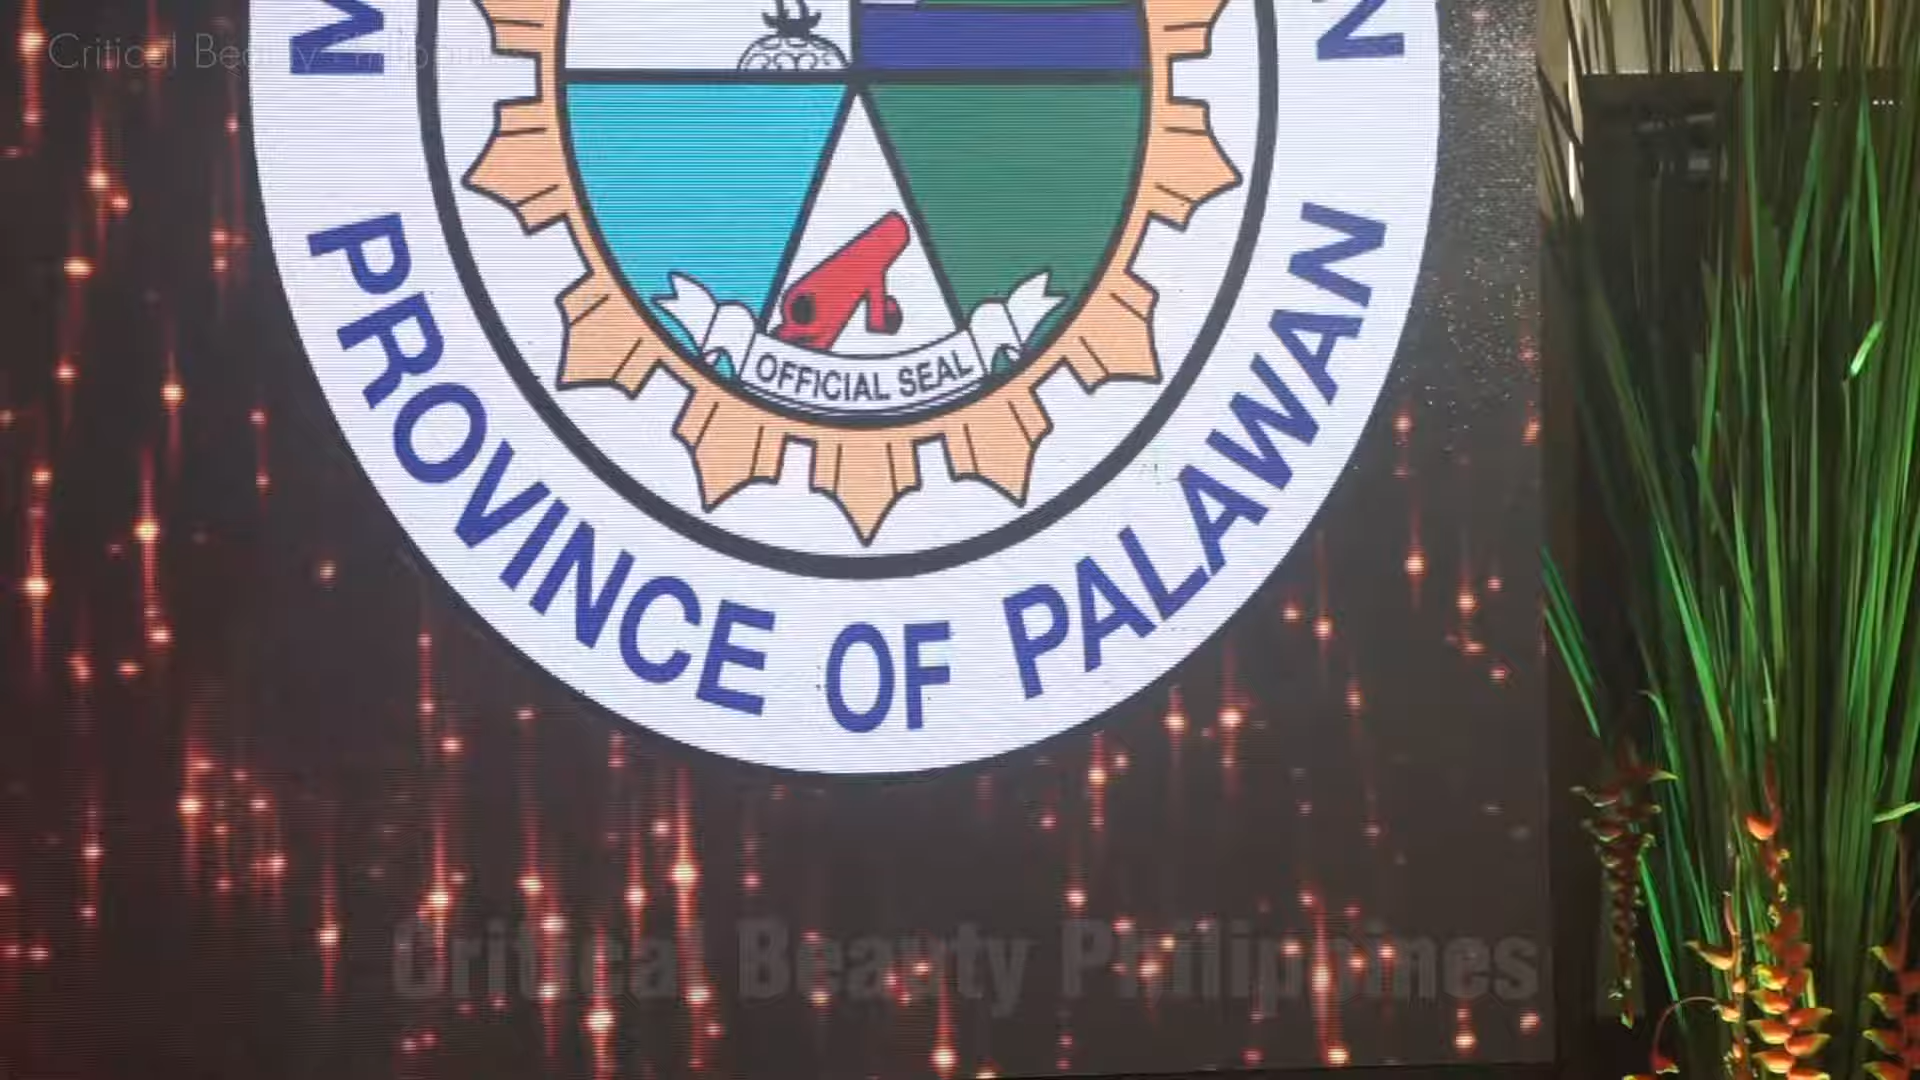 Critical Beauty Philippines
OFFICIAL SEAL
PROVINCE OF PALAWAN
Critical Beauty Philippines